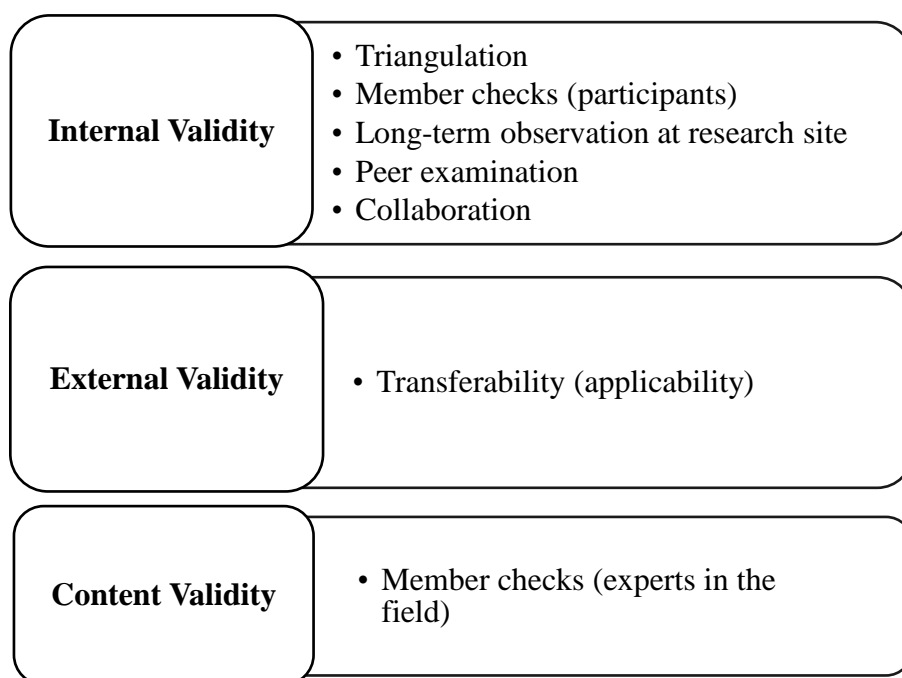 Internal Validity
• Triangulation
• Member checks (participants)
• Long-term observation at research site
• Peer examination
• Collaboration
External Validity
• Transferability (applicability)
Content Validity
• Member checks (experts in the
field)